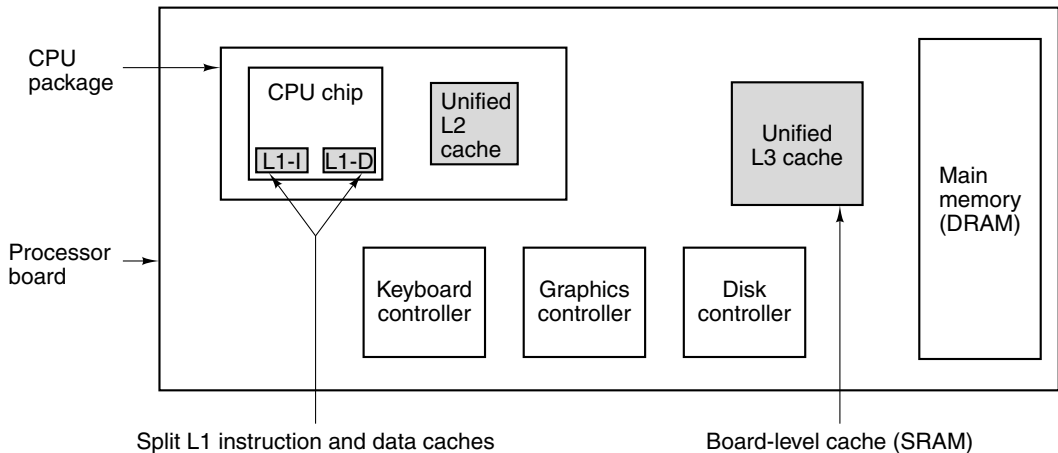 CPU
package
CPU chip
L1-I
L1-D
Unified
L2
cache
Unified
L3 cache
Main
memory
(DRAM)
Processor
board
Keyboard
controller
Graphics
controller
Disk
controller
Split L1 instruction and data caches
Board-level cache (SRAM)